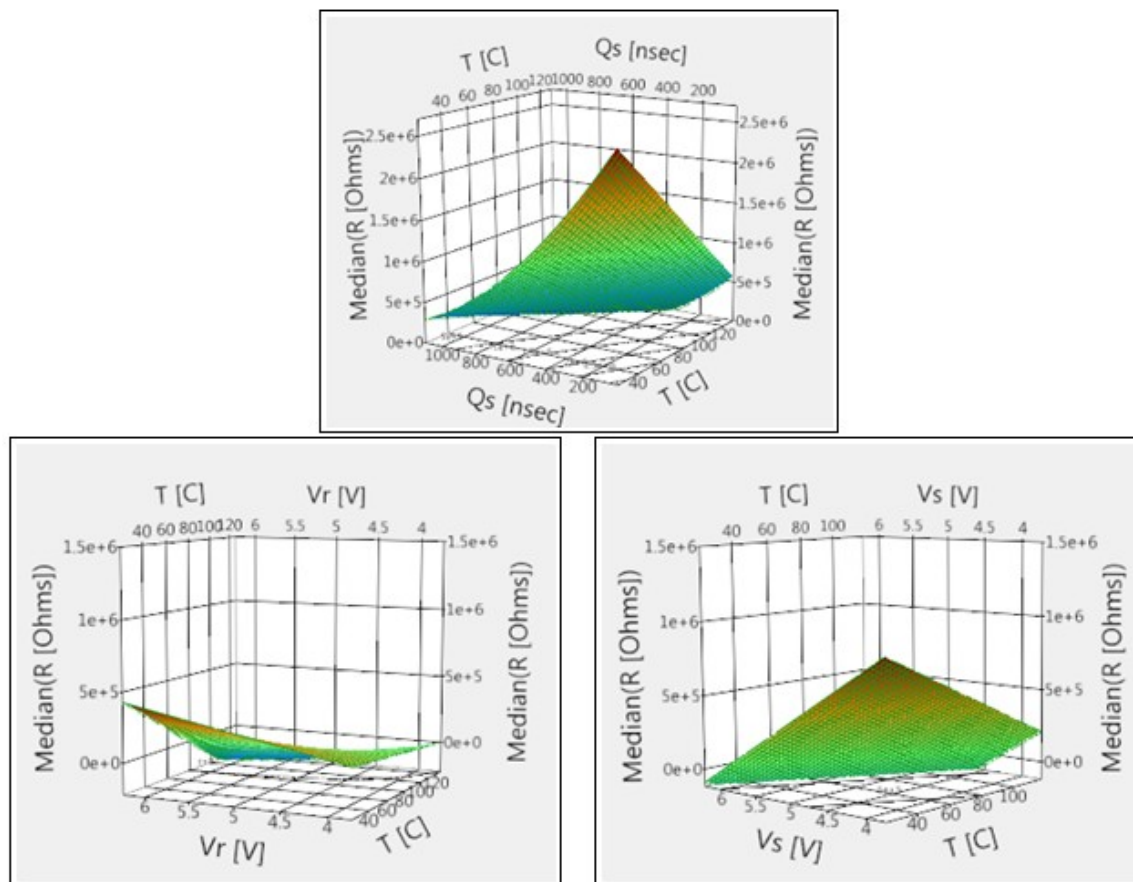 T [C] Qs [nsec]
40 60 80 100 120 1000 800 600 400 200
Median(R [Ohms])
2.5e+6
2e+6
1.5e+6
1e+6
5e+5
0e+0
Median(R [Ohms])
2.5e+6
2e+6
1.5e+6
1e+6
5e+5
0e+0
1000 800 600 400 200
Qs [nsec]
40 60 80 100 120
T [C]
T [C] Vr [V]
40 60 80 100 120 6 5.5 5 4.5 4
Median(R [Ohms])
1.5e+6
1e+6
5e+5
0e+0
Median(R [Ohms])
1.5e+6
1e+6
5e+5
0e+0
6 5.5 5 4.5 4
Vr [V]
40 60 80 100 120
T [C]
T [C] Vs [V]
40 60 80 100 6 5.5 5 4.5 4
Median(R [Ohms])
1.5e+6
1e+6
5e+5
0e+0
Median(R [Ohms])
1.5e+6
1e+6
5e+5
0e+0
6 5.5 5 4.5 4
Vs [V]
40 60 80 100
T [C]